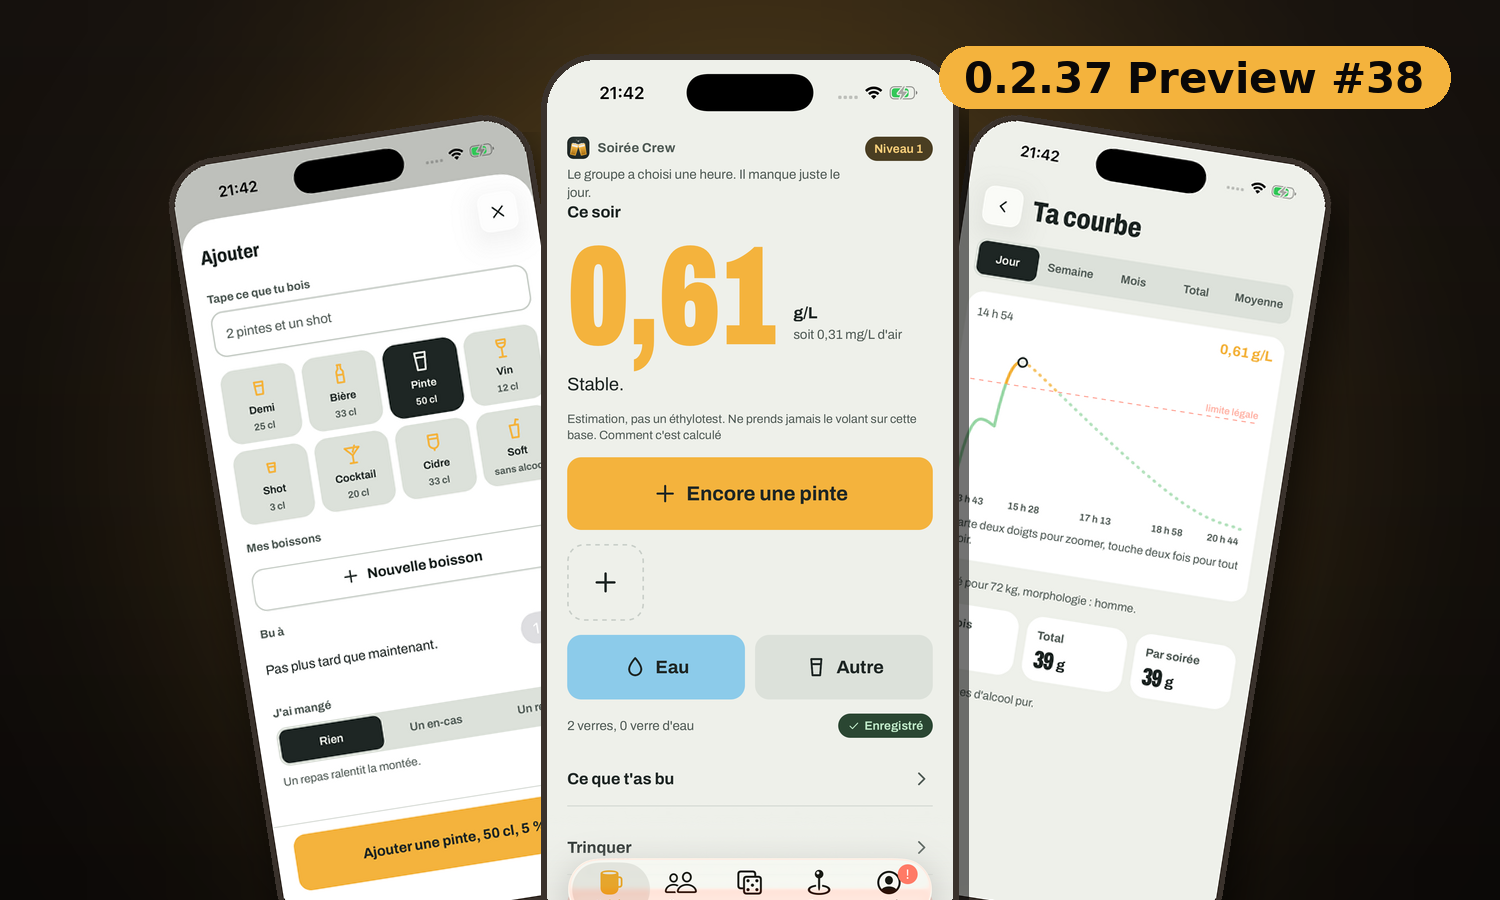 0.2.37 Preview #38
21:42
Ajouter
Tape ce que tu bois
2 pintes et un shot
Demi
25 cl
Bière
33 cl
Pinte
50 cl
Vin
12 cl
Shot
3 cl
Cocktail
20 cl
Cidre
33 cl
Soft
sans alcoo
Mes boissons
+ Nouvelle boisson
Bu à
Pas plus tard que maintenant.
J'ai mangé
Rien
Un en-cas
Un re
Un repas ralentit la montée.
Ajouter une pinte, 50 cl, 5 %
21:42
Soirée Crew
Niveau 1
Le groupe a choisi une heure. Il manque juste le
jour.
Ce soir
0,61
g/L
soit 0,31 mg/L d'air
Stable.
Estimation, pas un éthylotest. Ne prends jamais le volant sur cette
base. Comment c'est calculé
+ Encore une pinte
+
Eau
Autre
2 verres, 0 verre d'eau
Enregistré
Ce que t'as bu
Trinquer
!
21:42
Ta courbe
Jour
Semaine
Mois
Total
Moyenne
14 h 54
0,61 g/L
limite légale
h 43
15 h 28
17 h 13
18 h 58
20 h 44
arte deux doigts pour zoomer, touche deux fois pour tout
oir.
pour 72 kg, morphologie : homme.
Total
39 g
Par soirée
39 g
es d'alcool pur.